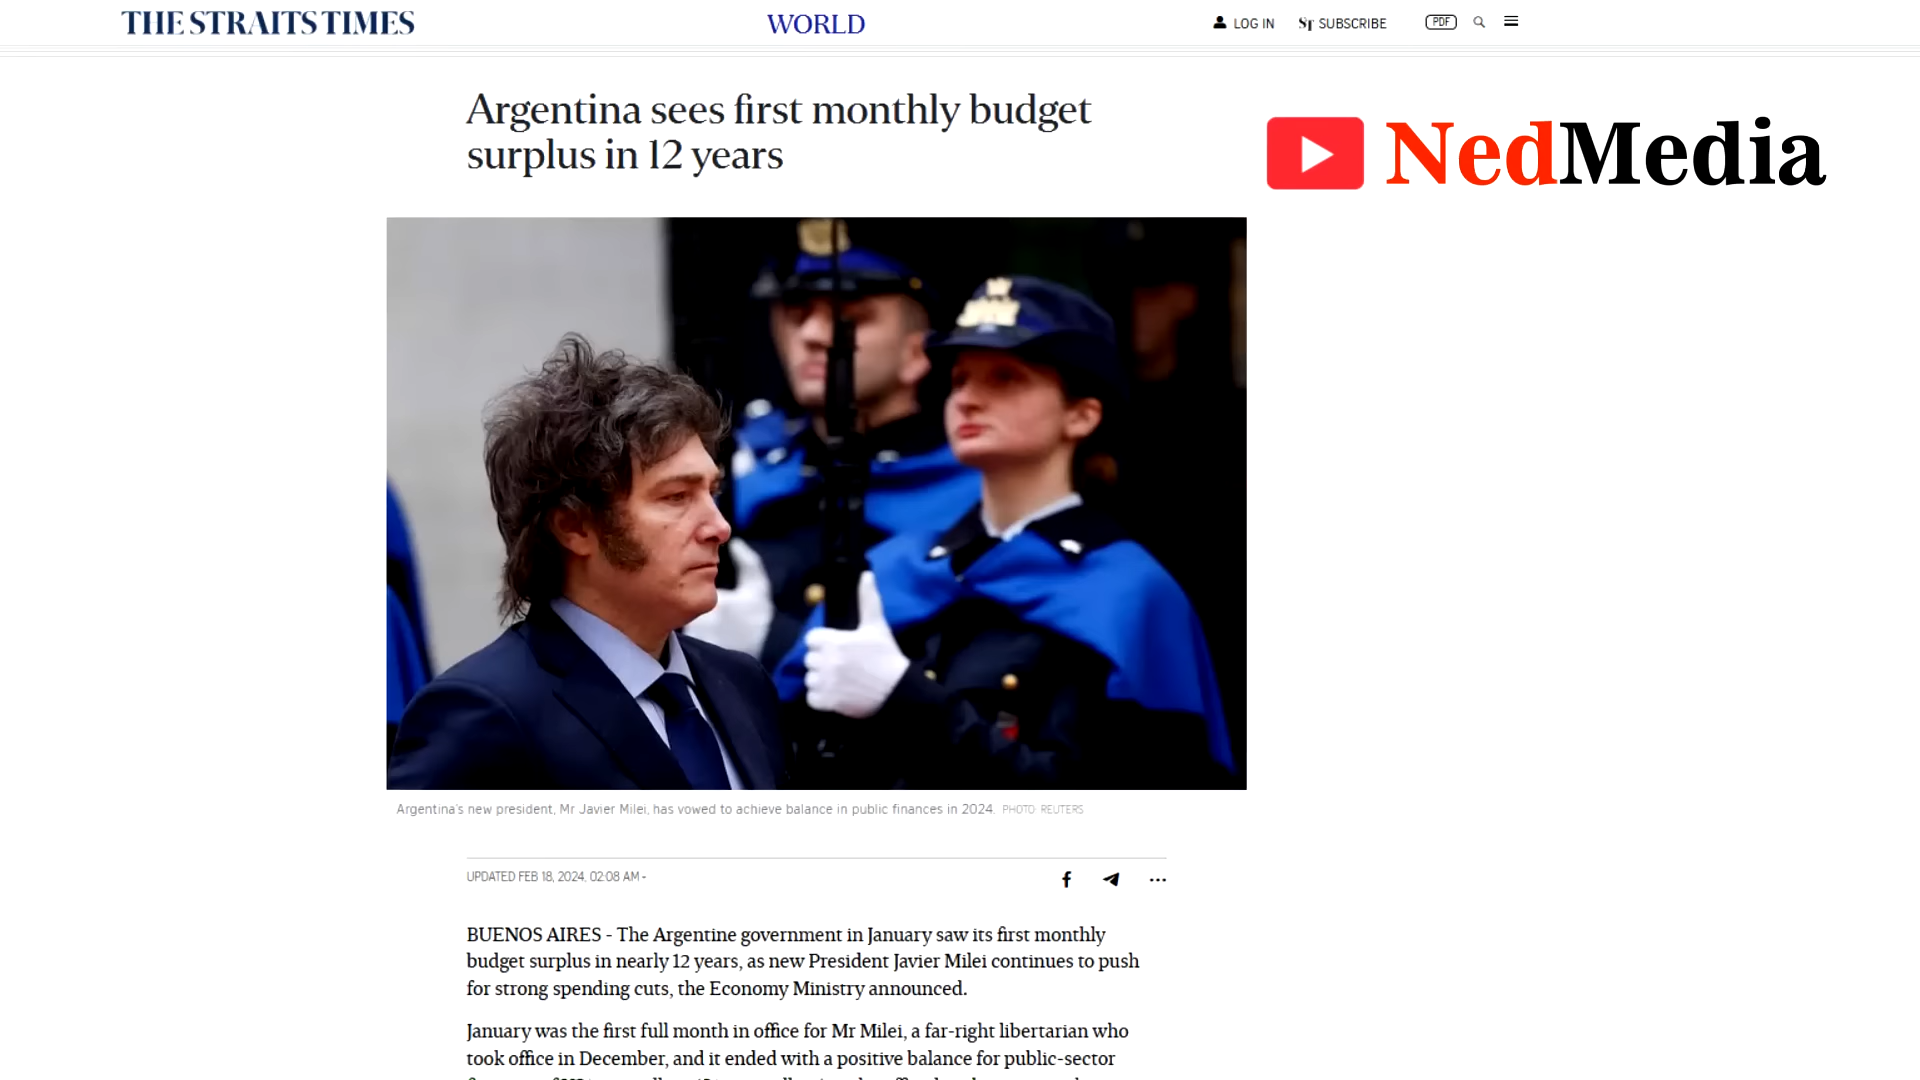 THE STRAITS TIMES
WORLD
LOG IN
ST SUBSCRIBE
PDF
Argentina sees first monthly budget
surplus in 12 years
NedMedia
Argentina's new president, Mr Javier Milei, has vowed to achieve balance in public finances in 2024. PHOTO: REUTERS
UPDATED FEB 18, 2024, 02:08 AM
BUENOS AIRES - The Argentine government in January saw its first monthly
budget surplus in nearly 12 years, as new President Javier Milei continues to push
for strong spending cuts, the Economy Ministry announced.
January was the first full month in office for Mr Milei, a far-right libertarian who
took office in December, and it ended with a positive balance for public-sector